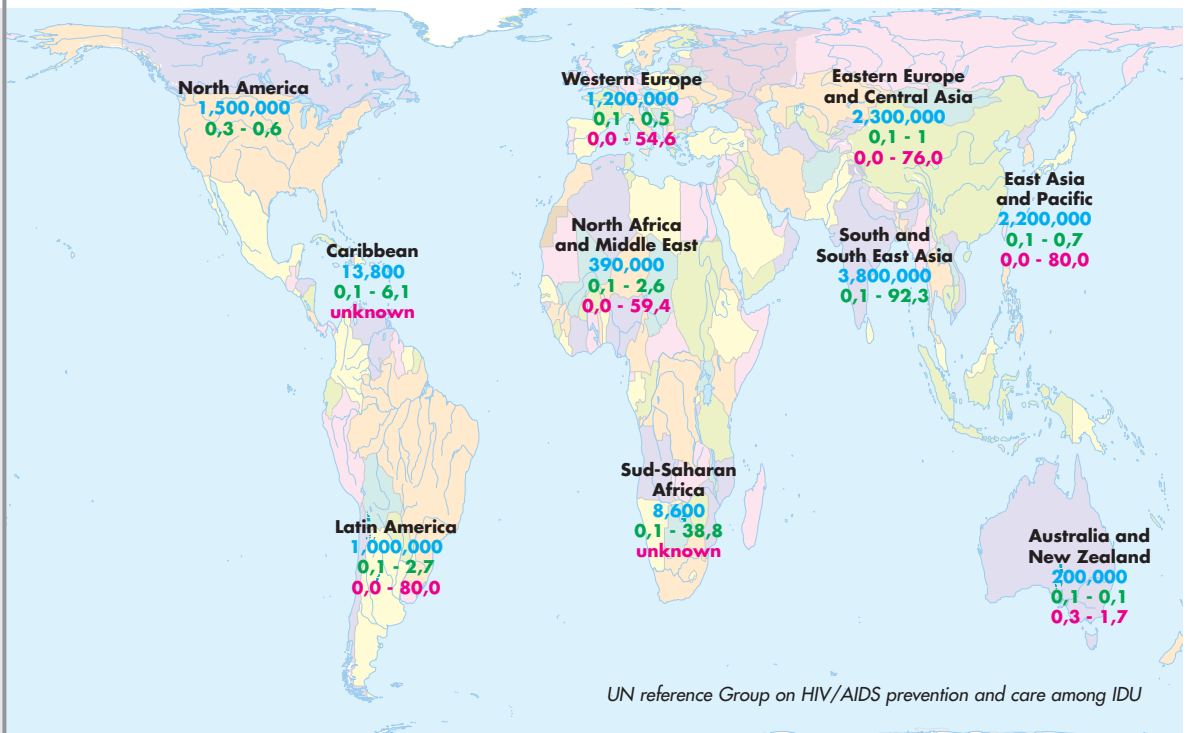 North America
1,500,000
0,3 - 0,6
Western Europe
1,200,000
0,1 - 0,5
0,0 - 54,6
Eastern Europe
and Central Asia
2,300,000
0,1 - 1
0,0 - 76,0
East Asia
and Pacific
2,200,000
0,1 - 0,7
0,0 - 80,0
Caribbean
13,800
0,1 - 6,1
unknown
North Africa
and Middle East
390,000
0,1 - 2,6
0,0 - 59,4
South and
South East Asia
3,800,000
0,1 - 92,3
Latin America
1,000,000
0,1 - 2,7
0,0 - 80,0
Sud-Saharan
Africa
8,600
0,1 - 38,8
unknown
Australia and
New Zealand
200,000
0,1 - 0,1
0,3 - 1,7
UN reference Group on HIV/AIDS prevention and care among IDU